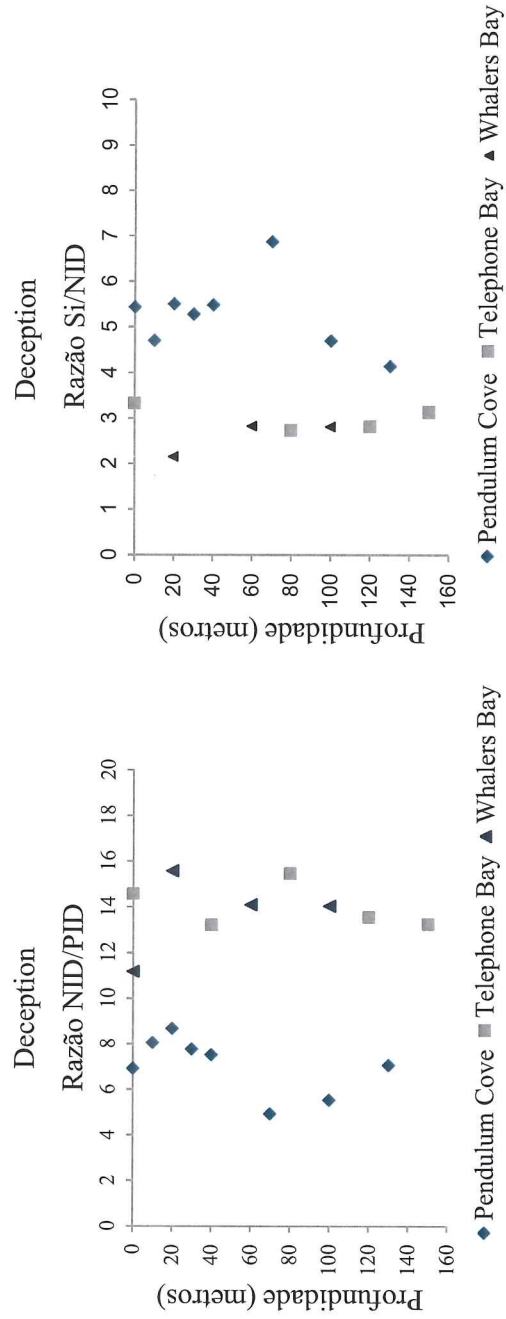 Deception
Razão NID/PID
0 2 4 6 8 10 12 14 16 18 20
0
20
40
60
80
100
120
140
160
Profundidade (metros)
Pendulum Cove Telephone Bay Whalers Bay
Deception
Razão Si/NID
0 1 2 3 4 5 6 7 8 9 10
0
20
40
60
80
100
120
140
160
Profundidade (metros)
Pendulum Cove Telephone Bay Whalers Bay